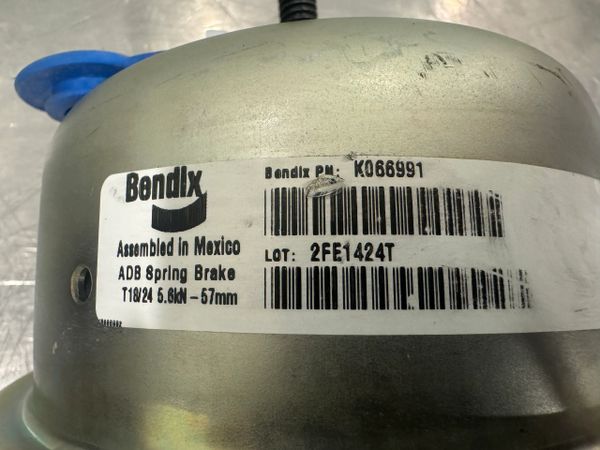 Bendix
Assembled in Mexico
ADB Spring Brake
T18/24 5.6kN - 57mm
Bendix PN: K066991
LOT: 2FE1424T